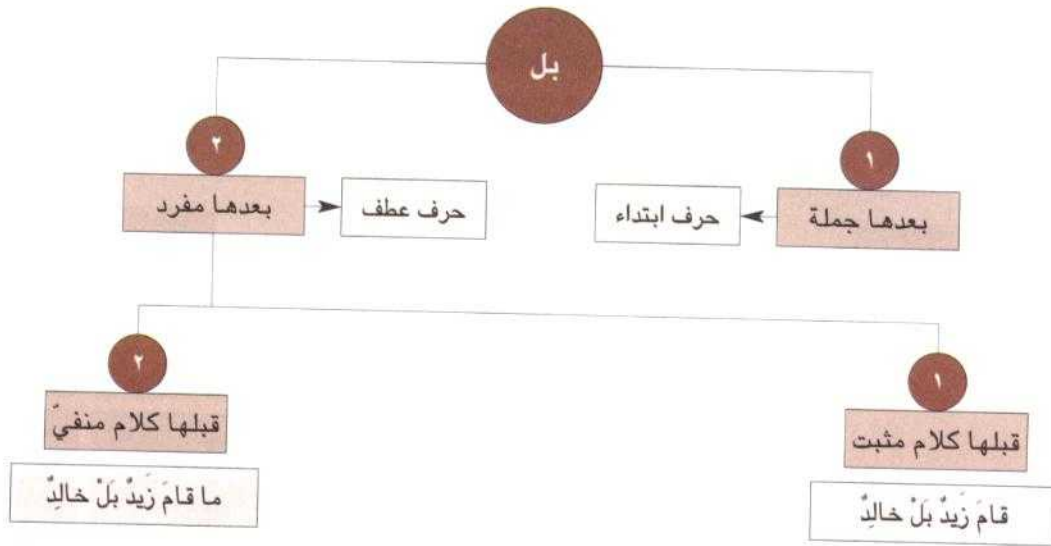 بل
١
٢
بعدها جملة
حرف ابتداء
بعدها مفرد
حرف عطف
١
٢
قبلها كلام مثبت
قبلها كلام منفيّ
قامَ زَيدٌ بَلْ خالِدٌ
ما قامَ زَيدٌ بَلْ خالِدٌ